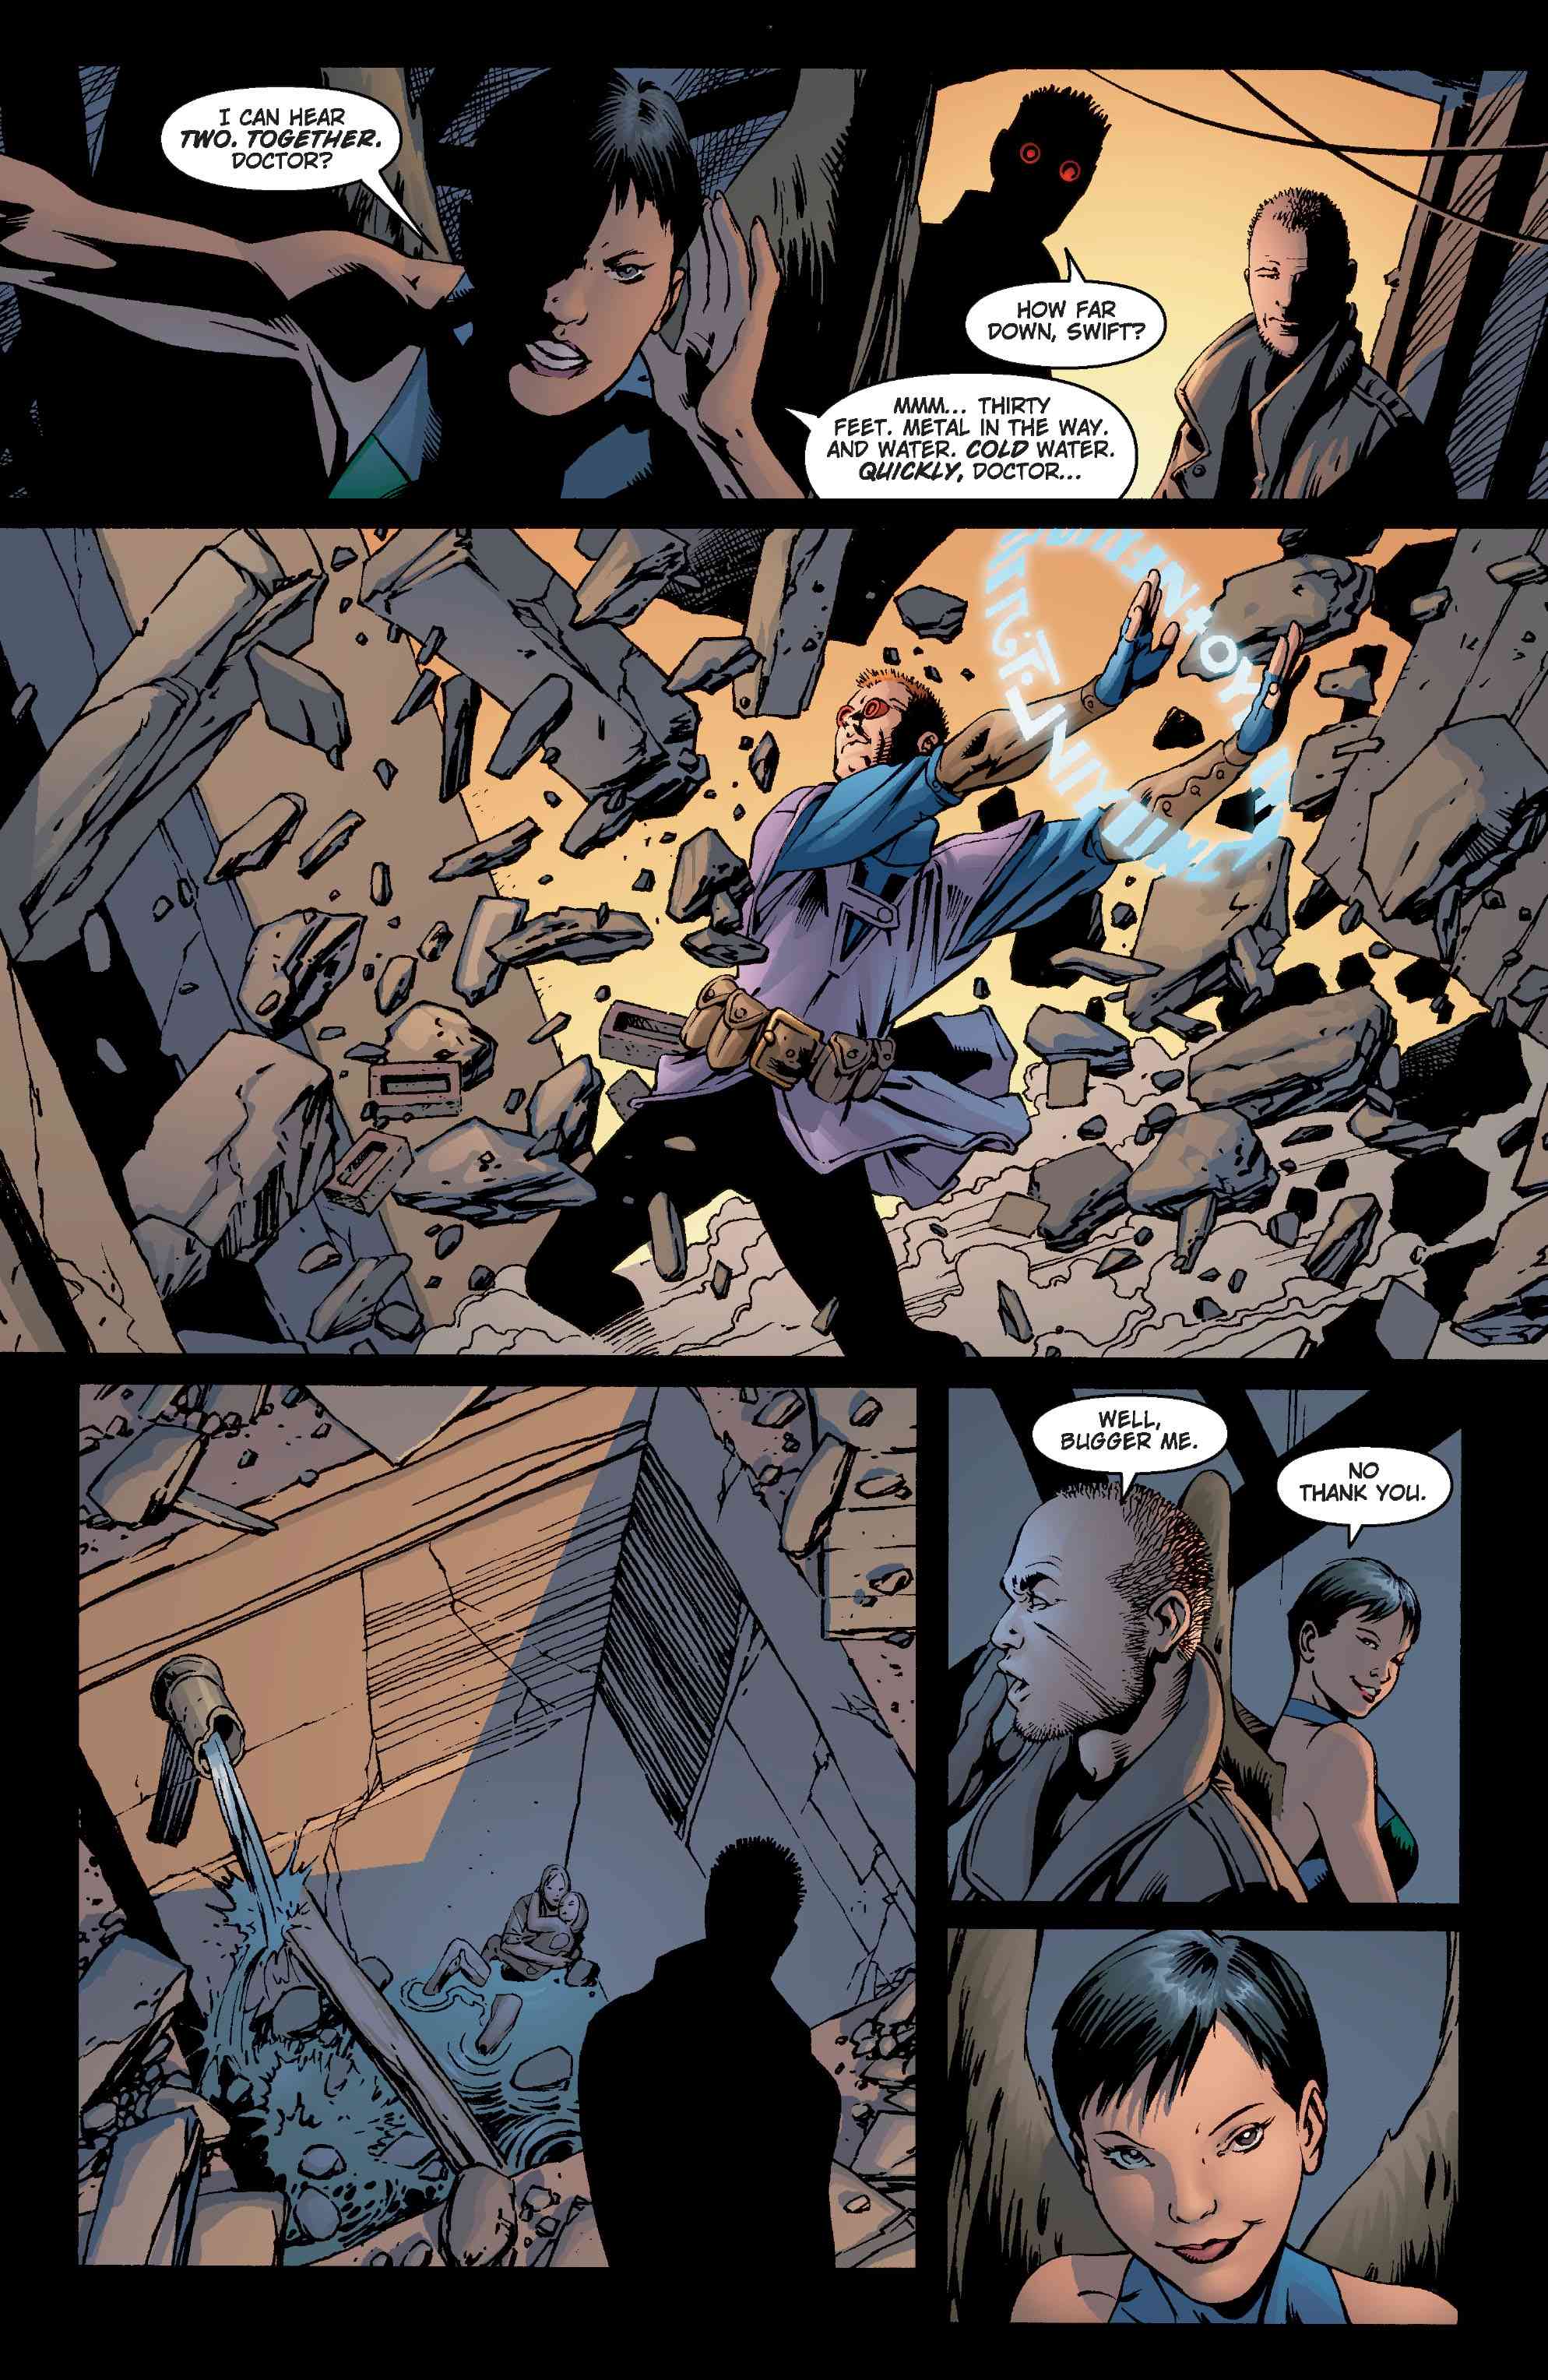 I CAN HEAR
TWO. TOGETHER.
DOCTOR?
HOW FAR
DOWN, SWIFT?
MMM... THIRTY
FEET. METAL IN THE WAY.
AND WATER. COLD WATER.
QUICKLY, DOCTOR...
WELL,
BUGGER ME.
NO
THANK YOU.